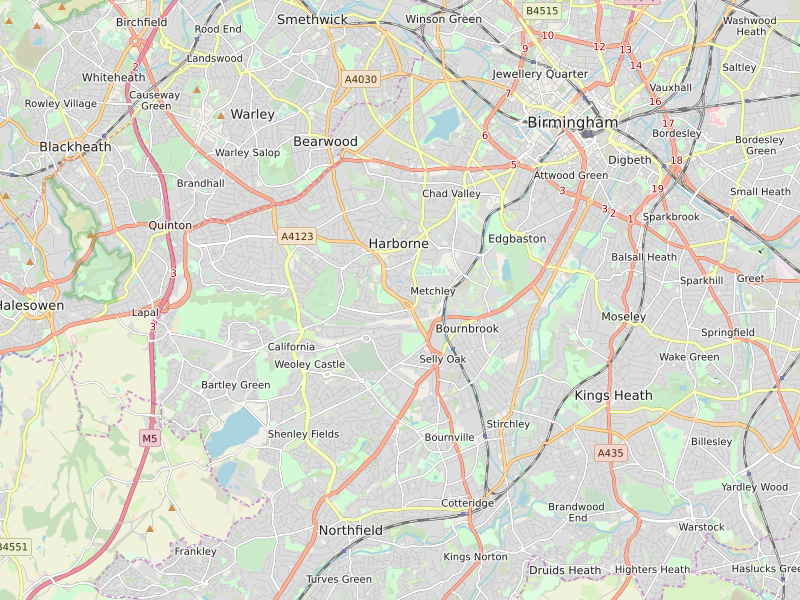 B4515
Smethwick
Winson Green
Birchfield
Rood End
Washwood
Heath
10
12
13
9
2
Landswood
14
Saltley
Whiteheath
A4030
Jewellery Quarter
Vauxhall
Causeway
Green
7
16
Rowley Village
Warley
Birmingham
17
Bordesley
Bearwood
6
Bordesley
Green
Blackheath
Warley Salop
Digbeth
18
5
Attwood Green
Brandhall
Chad Valley
3
19
Small Heath
3
2
1
Sparkbrook
Quinton
A4123
Harborne
Edgbaston
Balsall Heath
3
Sparkhill
Greet
Metchley
Halesowen
Lapal
3
Moseley
Bournbrook
Springfield
California
Selly Oak
Wake Green
Weoley Castle
Bartley Green
Kings Heath
M5
Shenley Fields
Bournville
Stirchley
Billesley
A435
Yardley Wood
Cotteridge
Brandwood
End
Northfield
Warstock
B4551
Frankley
Kings Norton
Turves Green
Druids Heath
Highters Heath
Haslucks Gree